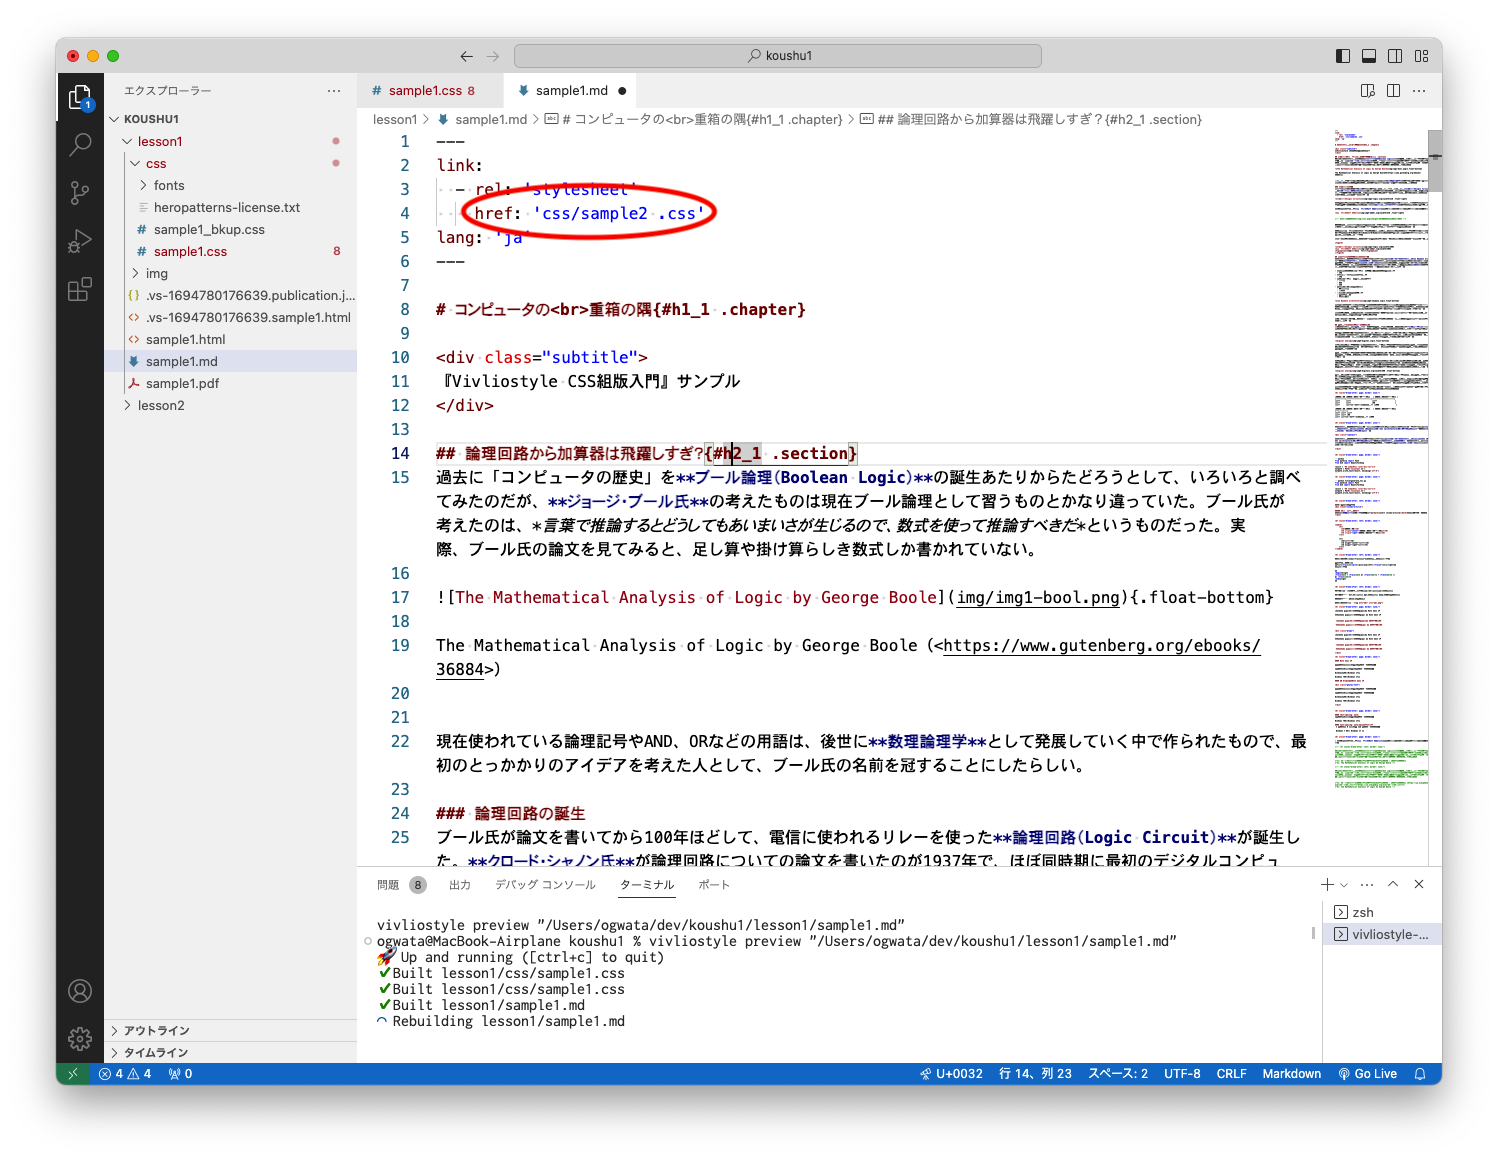 koushu1
エクスプローラー
KOUSHU1
lesson1
css
fonts
heropatterns-license.txt
# sample1_bkup.css
# sample1.css 8
img
{} .vs-1694780176639.publication.j...
<> .vs-1694780176639.sample1.html
<> sample1.html
sample1.md
sample1.pdf
lesson2
アウトライン
タイムライン
1
# sample1.css 8
sample1.md ●
lesson1 > sample1.md > # コンピュータの<br>重箱の隅{#h1_1 .chapter} > ## 論理回路から加算器は飛躍しすぎ？{#h2_1 .section}
1 ---
2 link:
3 - rel: 'stylesheet'
4 href: 'css/sample2 .css'
5 lang: 'ja'
6 ---
7
8 # コンピュータの<br>重箱の隅{#h1_1 .chapter}
9
10 <div class="subtitle">
11 『Vivliostyle CSS組版入門』サンプル
12 </div>
13
14 ## 論理回路から加算器は飛躍しすぎ？{#h2_1 .section}
15 過去に「コンピュータの歴史」を**ブール論理（Boolean Logic）**の誕生あたりからたどろうとして、いろいろと調べ
てみたのだが、**ジョージ・ブール氏**の考えたものは現在ブール論理として習うものとかなり違っていた。ブール氏が
考えたのは、*言葉で推論するとどうしてもあいまいさが生じるので、数式を使って推論すべきだ*というものだった。実
際、ブール氏の論文を見てみると、足し算や掛け算らしき数式しか書かれていない。
16
17 ![The Mathematical Analysis of Logic by George Boole](img/img1-bool.png){.float-bottom}
18
19 The Mathematical Analysis of Logic by George Boole（<https://www.gutenberg.org/ebooks/
36884>）
20
21
22 現在使われている論理記号やAND、ORなどの用語は、後世に**数理論理学**として発展していく中で作られたもので、最
初のとっかかりのアイデアを考えた人として、ブール氏の名前を冠することにしたらしい。
23
24 ### 論理回路の誕生
25 ブール氏が論文を書いてから100年ほどして、電信に使われるリレーを使った**論理回路（Logic Circuit）**が誕生し
た。**クロード・シャノン氏**が論理回路についての論文を書いたのが1937年で、ほぼ同時期に最初のデジタルコンピュ
問題 8 出力 デバッグ コンソール ターミナル ポート
vivliostyle preview "/Users/ogwata/dev/koushu1/lesson1/sample1.md"
ogwata@MacBook-Airplane koushu1 % vivliostyle preview "/Users/ogwata/dev/koushu1/lesson1/sample1.md"
🚀 Up and running ([ctrl+c] to quit)
✔Built lesson1/css/sample1.css
✔Built lesson1/css/sample1.css
✔Built lesson1/sample1.md
Rebuilding lesson1/sample1.md
zsh
vivliostyle-...
4 4 0 U+0032 行 14、列 23 スペース: 2 UTF-8 CRLF Markdown Go Live